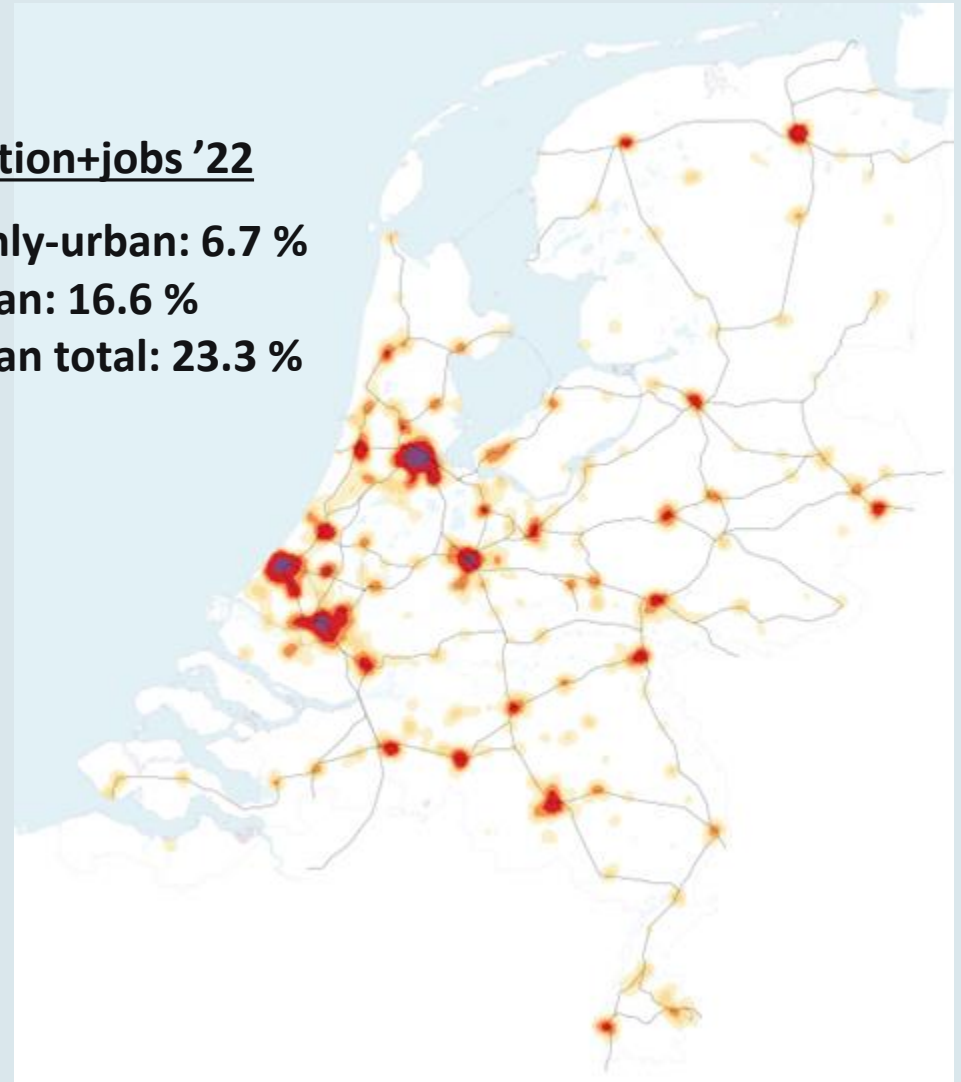 tion+jobs ’22
nly-urban: 6.7 %
an: 16.6 %
an total: 23.3 %